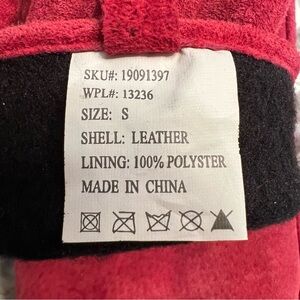 SKU#: 19091397
WPL#: 13236
SIZE: S
SHELL: LEATHER
LINING: 100% POLYSTER
MADE IN CHINA